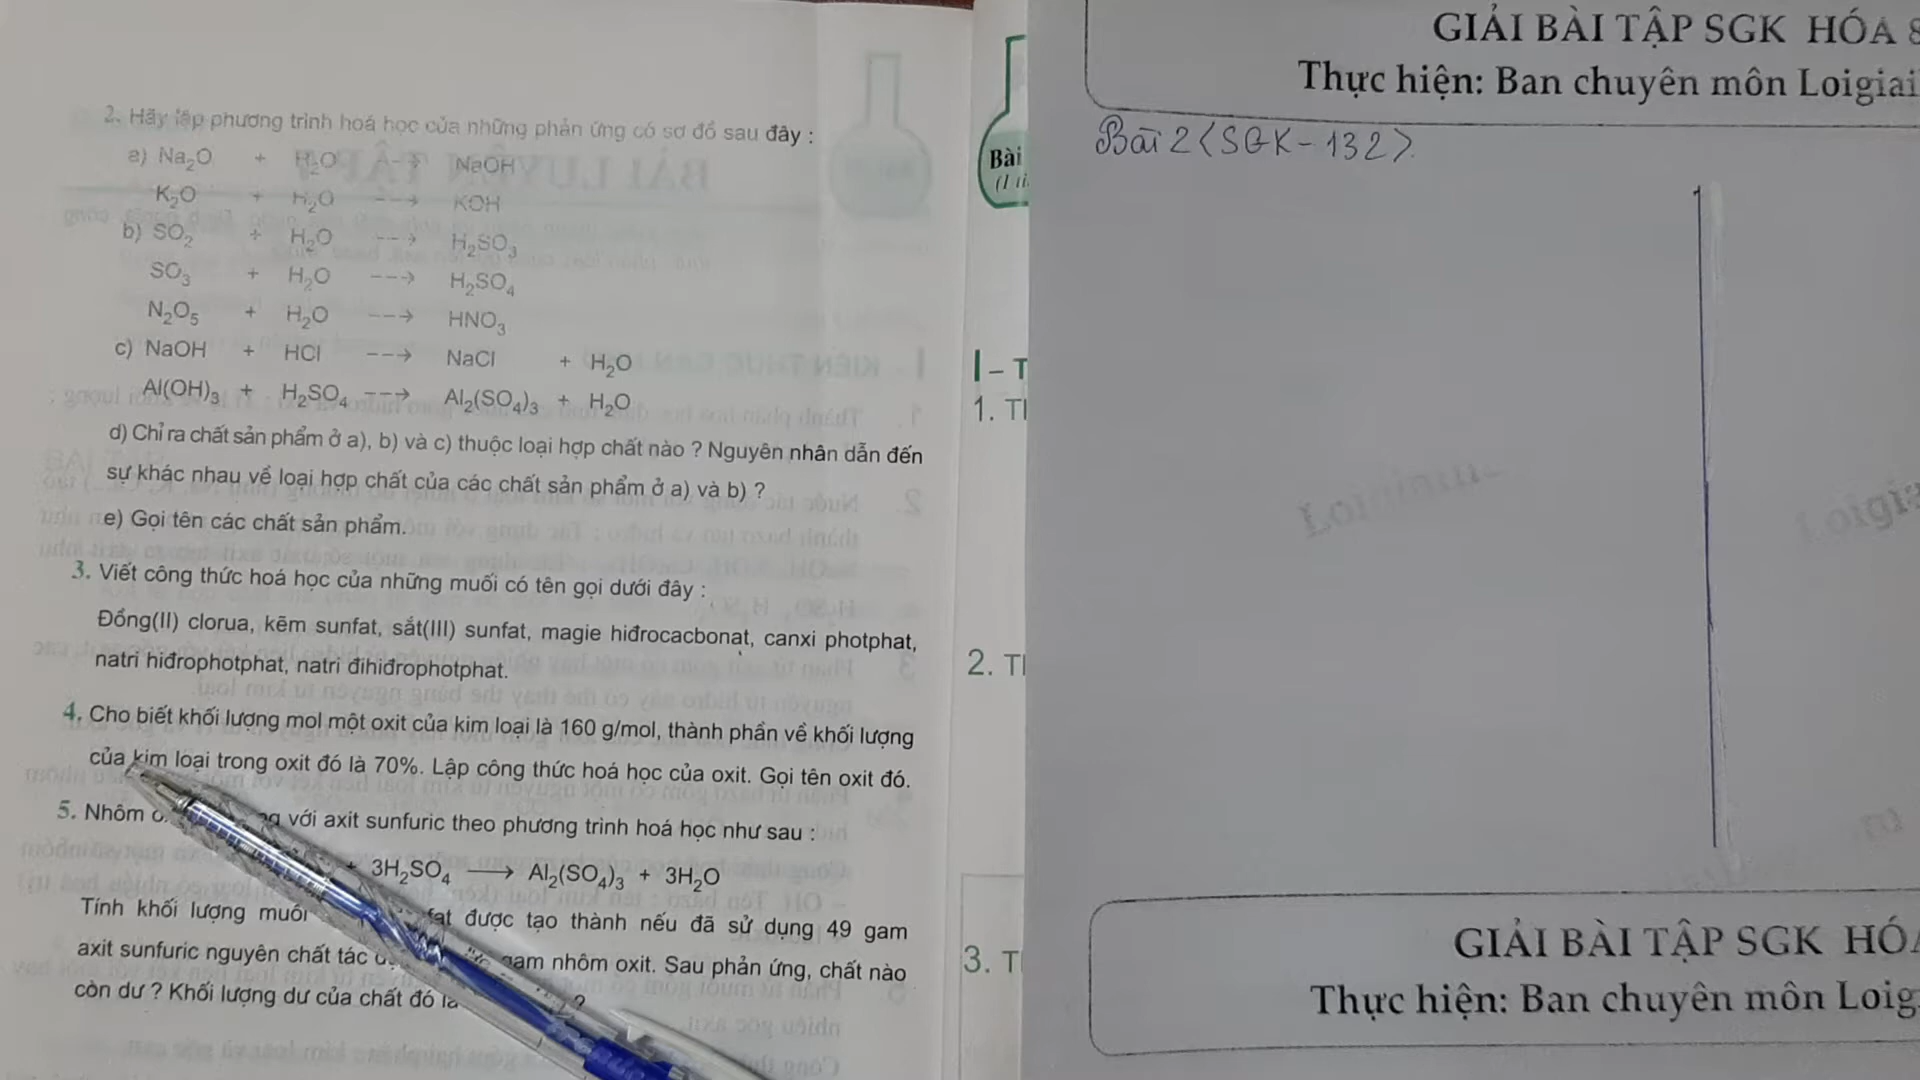 2. Hãy lập phương trình hoá học của những phản ứng có sơ đồ sau đây :
a) Na₂O + H₂O ---> NaOH
K₂O + H₂O ---> KOH
b) SO₂ + H₂O ---> H₂SO₃
SO₃ + H₂O ---> H₂SO₄
N₂O₅ + H₂O ---> HNO₃
c) NaOH + HCl ---> NaCl + H₂O
Al(OH)₃ + H₂SO₄ ---> Al₂(SO₄)₃ + H₂O
d) Chỉ ra chất sản phẩm ở a), b) và c) thuộc loại hợp chất nào ? Nguyên nhân dẫn đến
sự khác nhau về loại hợp chất của các chất sản phẩm ở a) và b) ?
e) Gọi tên các chất sản phẩm.
3. Viết công thức hoá học của những muối có tên gọi dưới đây :
Đồng(II) clorua, kẽm sunfat, sắt(III) sunfat, magie hiđrocacbonat, canxi photphat,
natri hiđrophotphat, natri đihiđrophotphat.
4. Cho biết khối lượng mol một oxit của kim loại là 160 g/mol, thành phần về khối lượng
của kim loại trong oxit đó là 70%. Lập công thức hoá học của oxit. Gọi tên oxit đó.
5. Nhôm với axit sunfuric theo phương trình hoá học như sau :
+ 3H₂SO₄ ⟶ Al₂(SO₄)₃ + 3H₂O
Tính khối lượng muối được tạo thành nếu đã sử dụng 49 gam
axit sunfuric nguyên chất tác gam nhôm oxit. Sau phản ứng, chất nào
còn dư ? Khối lượng dư của chất đó
Bài
I – T
1. T
2. T
3. T
GIẢI BÀI TẬP SGK HÓA 8
Thực hiện: Ban chuyên môn Loigiai
Bài 2 <SGK - 132>.
Loigia
GIẢI BÀI TẬP SGK HÓA
Thực hiện: Ban chuyên môn Loig